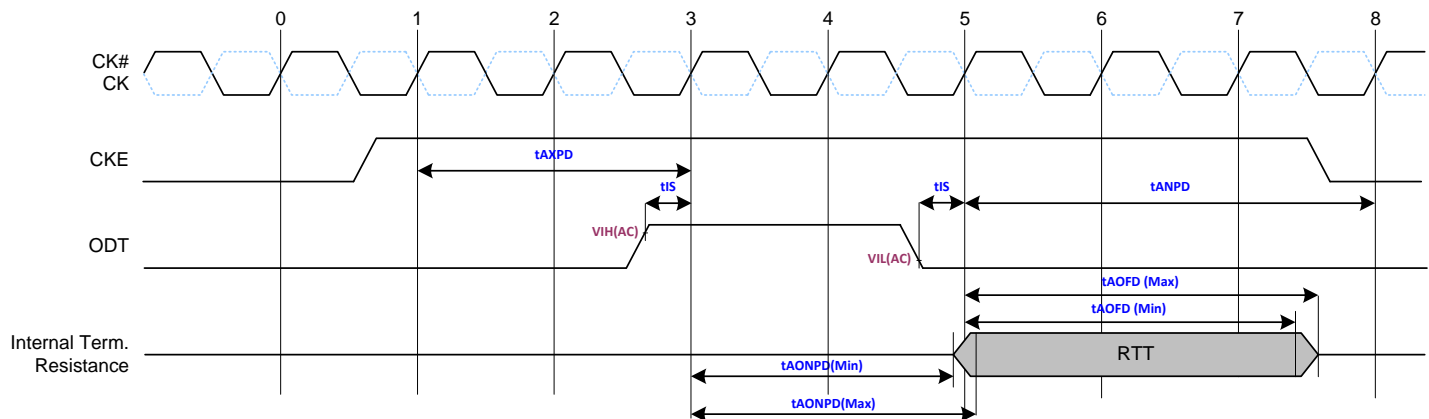 0 1 2 3 4 5 6 7 8
CK#
CK
CKE
tAXPD
tIS
tIS
tANPD
VIH(AC)
ODT
VIL(AC)
tAOFD (Max)
tAOFD (Min)
Internal Term.
Resistance
RTT
tAONPD(Min)
tAONPD(Max)